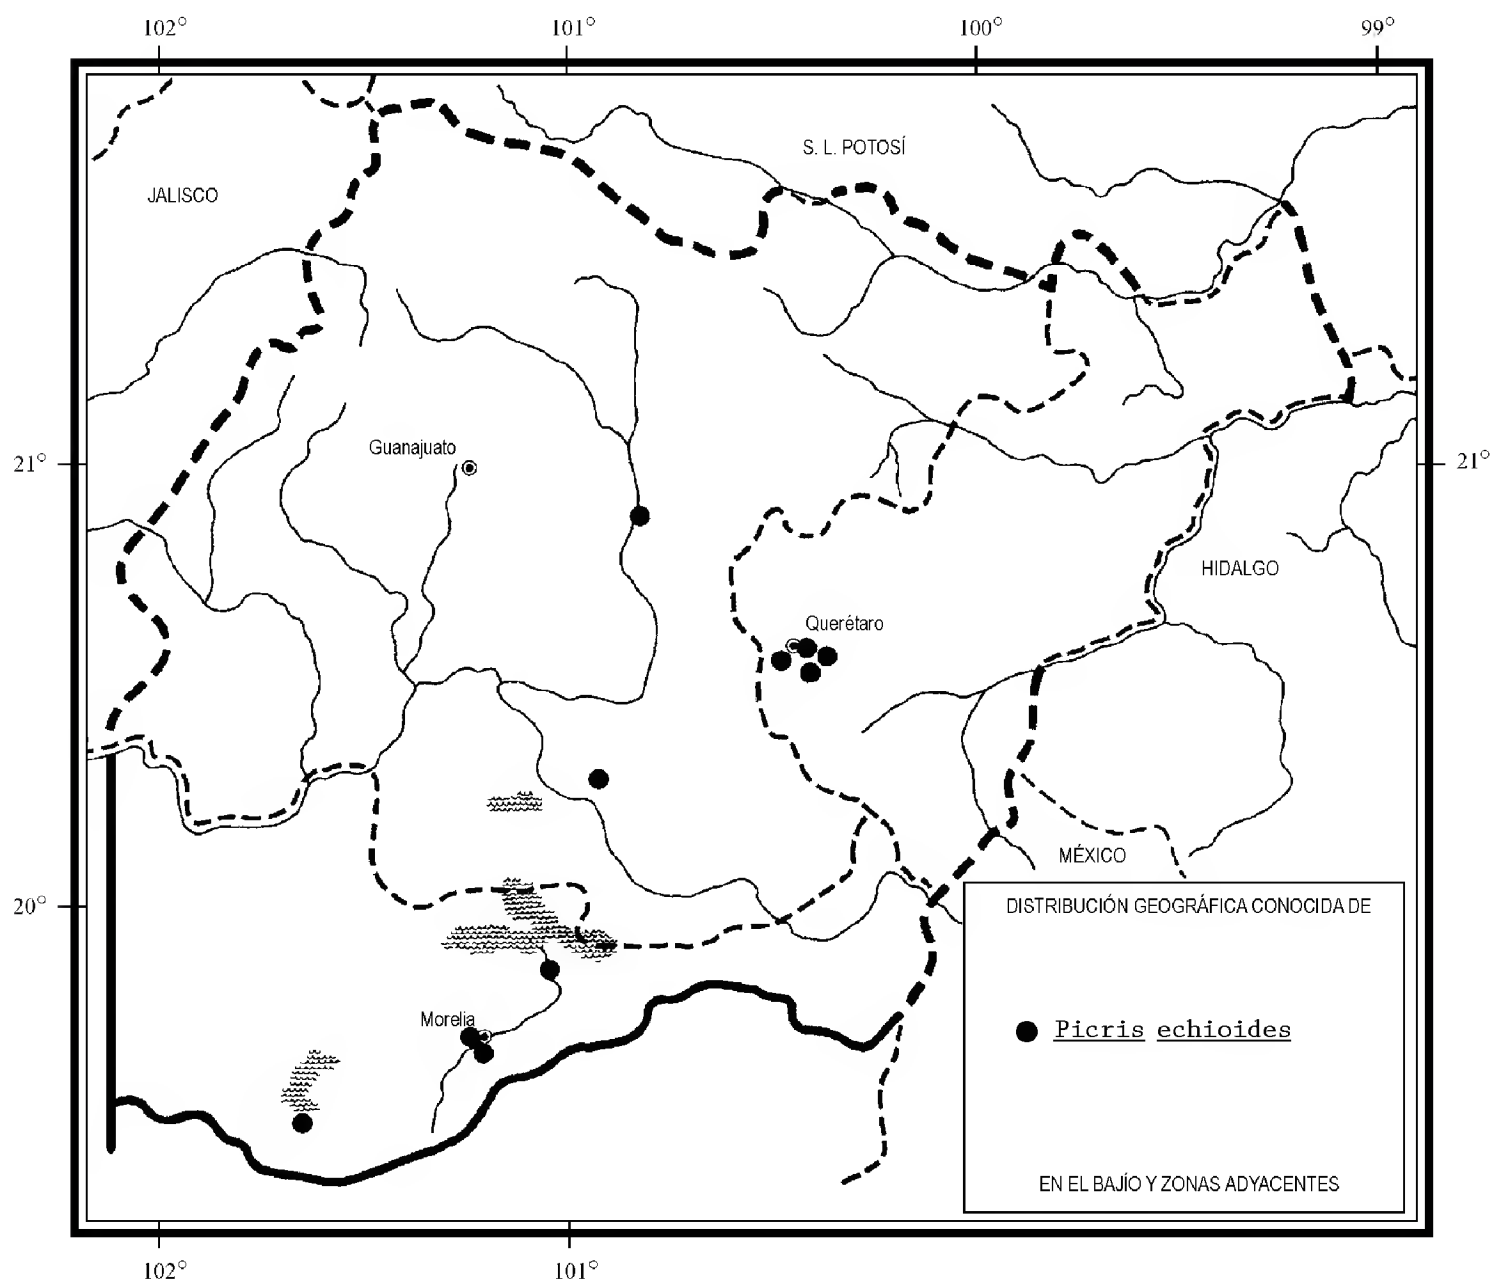 102° 101° 100° 99°
S. L. POTOSÍ
JALISCO
Guanajuato
21° 21°
HIDALGO
Querétaro
MÉXICO
20°
DISTRIBUCIÓN GEOGRÁFICA CONOCIDA DE
Morelia
Picris echioides
EN EL BAJÍO Y ZONAS ADYACENTES
102° 101°